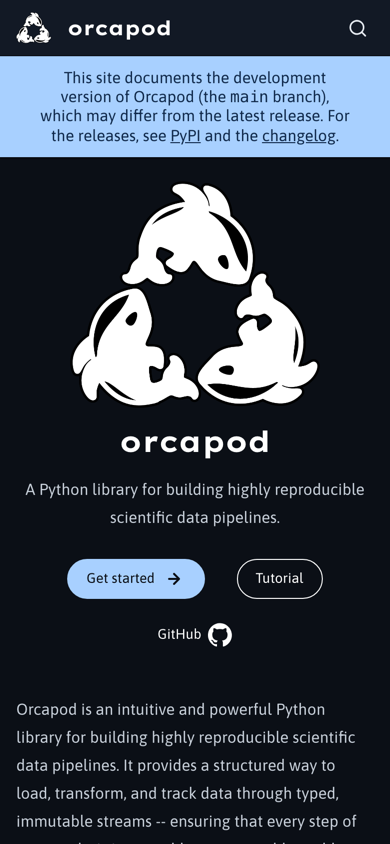 orcapod
This site documents the development
version of Orcapod (the main branch),
which may differ from the latest release. For
the releases, see PyPI and the changelog.
orcapod
A Python library for building highly reproducible
scientific data pipelines.
Get started
Tutorial
GitHub
Orcapod is an intuitive and powerful Python
library for building highly reproducible scientific
data pipelines. It provides a structured way to
load, transform, and track data through typed,
immutable streams -- ensuring that every step of